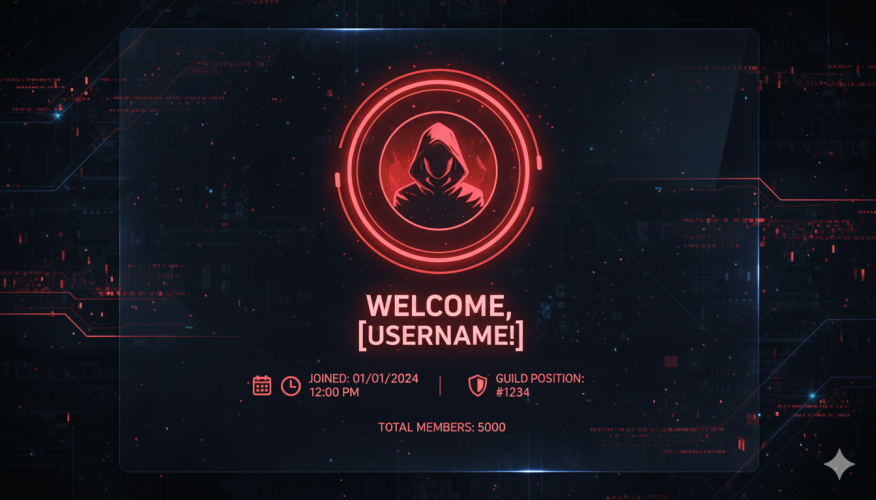 WELCOME,
[USERNAME!]
JOINED: 01/01/2024
12:00 PM
GUILD POSITION:
#1234
TOTAL MEMBERS: 5000